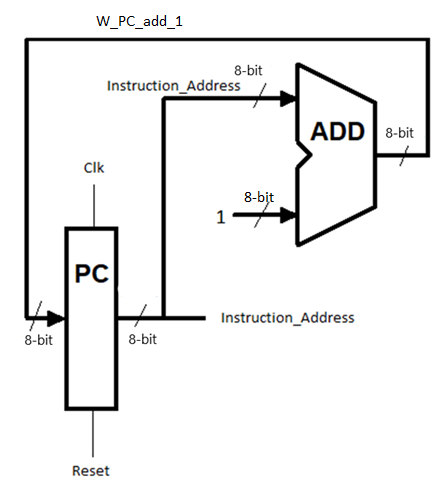 W_PC_add_1
8-bit
Instruction_Address
ADD
8-bit
Clk
8-bit
1
PC
Instruction_Address
8-bit
8-bit
Reset